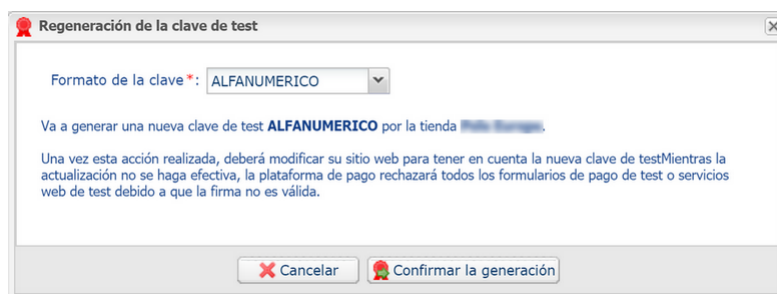 Regeneración de la clave de test
Formato de la clave*: ALFANUMERICO
Va a generar una nueva clave de test ALFANUMERICO por la tienda .
Una vez esta acción realizada, deberá modificar su sitio web para tener en cuenta la nueva clave de testMientras la
actualización no se haga efectiva, la plataforma de pago rechazará todos los formularios de pago de test o servicios
web de test debido a que la firma no es válida.
Cancelar
Confirmar la generación